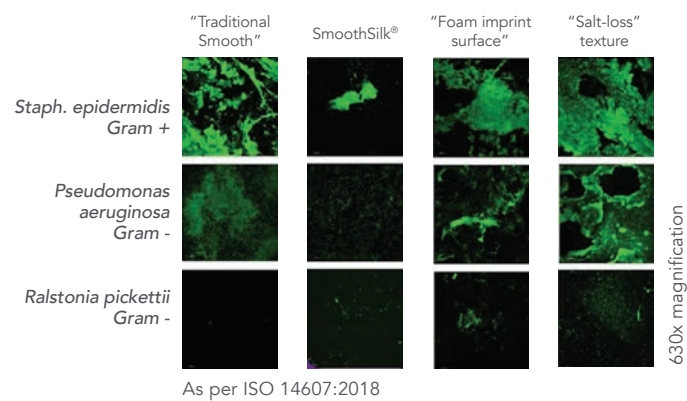 “Traditional
Smooth”
SmoothSilk®
“Foam imprint
surface”
“Salt-loss”
texture
Staph. epidermidis
Gram +
Pseudomonas
aeruginosa
Gram -
Ralstonia pickettii
Gram -
630x magnification
As per ISO 14607:2018